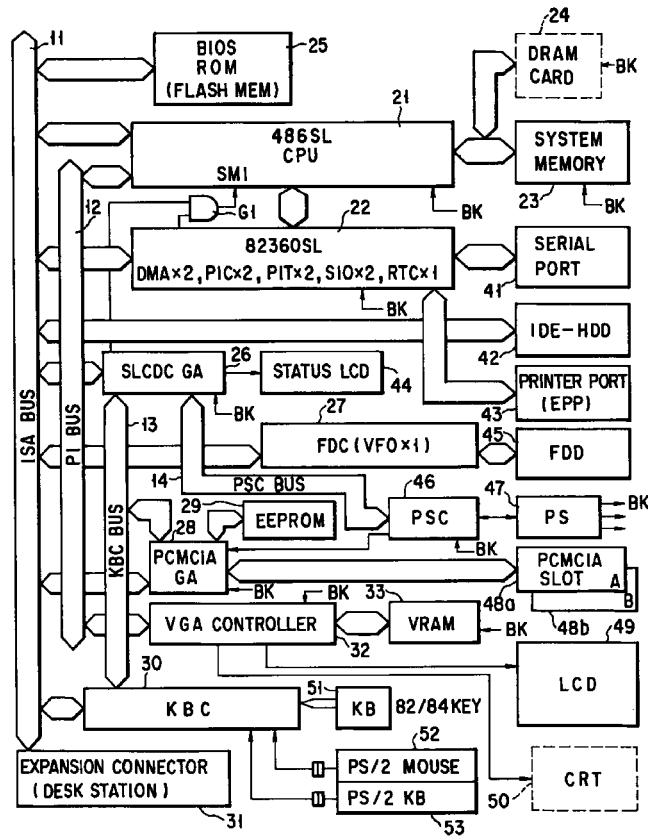 24
11
25
DRAM
CARD
BK
BIOS
ROM
(FLASH MEM)
21
486SL
CPU
SMI
SYSTEM
MEMORY
23
BK
12
G1
22
BK
82360SL
DMA×2, PIC×2, PIT×2, SIO×2, RTC×1
BK
SERIAL
PORT
41
IDE-HDD
42
26
SLCDC GA
BK
STATUS LCD
44
PRINTER PORT
(EPP)
43
ISA BUS
PI BUS
13
27
FDC (VFO×1)
45
FDD
14
PSC BUS
KBC BUS
29
EEPROM
46
PSC
BK
47
PS
BK
28
PCMCIA
GA
BK
PCMCIA
SLOT
A
B
48a
48b
BK
33
VGA CONTROLLER
32
VRAM
BK
49
LCD
30
KBC
51
KB
82/84KEY
52
PS/2 MOUSE
PS/2 KB
53
CRT
50
EXPANSION CONNECTOR
(DESK STATION)
31